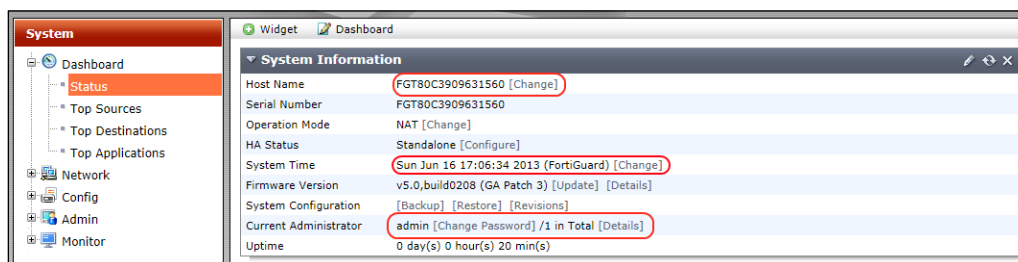 System
Dashboard
Status
Top Sources
Top Destinations
Top Applications
Network
Config
Admin
Monitor
Widget Dashboard
System Information
Host Name FGT80C3909631560 [Change]
Serial Number FGT80C3909631560
Operation Mode NAT [Change]
HA Status Standalone [Configure]
System Time Sun Jun 16 17:06:34 2013 (FortiGuard) [Change]
Firmware Version v5.0,build0208 (GA Patch 3) [Update] [Details]
System Configuration [Backup] [Restore] [Revisions]
Current Administrator admin [Change Password] /1 in Total [Details]
Uptime 0 day(s) 0 hour(s) 20 min(s)